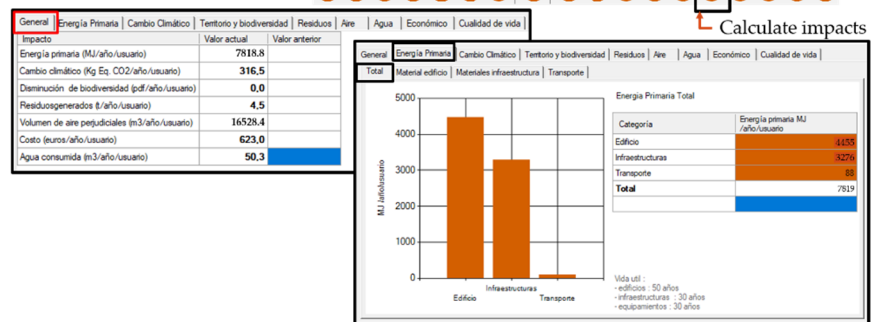 Calculate impacts
General Energía Primaria Cambio Climático Territorio y biodiversidad Residuos Aire Agua Económico Cualidad de vida
Impacto Valor actual Valor anterior
Energía primaria (MJ/año/usuario) 7818.8
Cambio climático (Kg Eq. CO2/año/usuario) 316,5
Disminución de biodiversidad (pdf/año/usuario) 0,0
Residuosgenerados (t/año/usuario) 4,5
Volumen de aire perjudiciales (m3/año/usuario) 16528.4
Costo (euros/año/usuario) 623,0
Agua consumida (m3/año/usuario) 50,3
General Energía Primaria Cambio Climático Territorio y biodiversidad Residuos Aire Agua Económico Cualidad de vida
Total Material edificio Materiales infraestructura Transporte
MJ /año/usuario
5000
4000
3000
2000
1000
0
Edificio
Infraestructuras
Transporte
Energia Primaria Total
Categoría Energía primaria MJ
/año/usuario
Edificio 4455
Infraestructuras 3276
Transporte 88
Total 7819
Vida util :
- edificios : 50 años
- infraestructuras : 30 años
- equipamientos : 30 años